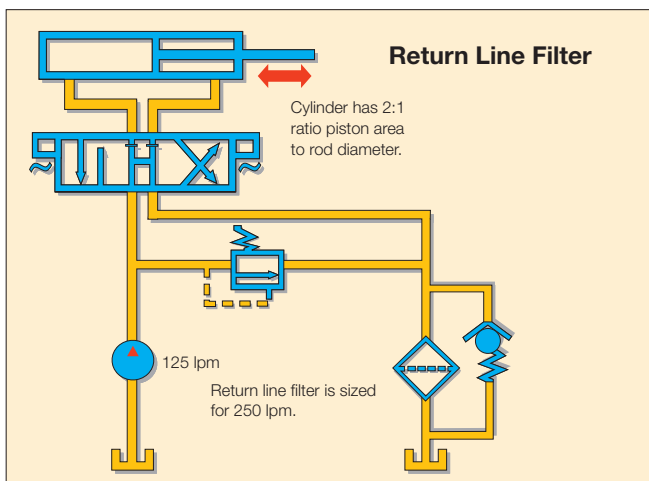 Return Line Filter
Cylinder has 2:1
ratio piston area
to rod diameter.
125 lpm
Return line filter is sized
for 250 lpm.